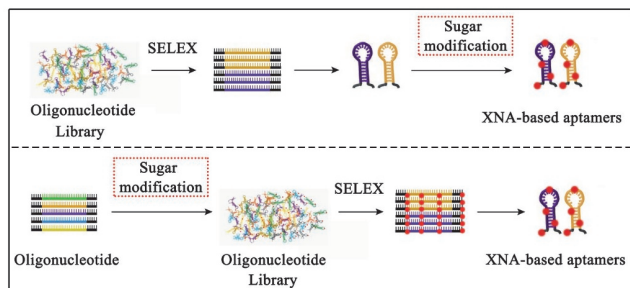 SELEX
Sugar
modification
Oligonucleotide
Library
XNA-based aptamers
Sugar
modification
SELEX
Oligonucleotide
Oligonucleotide
Library
XNA-based aptamers